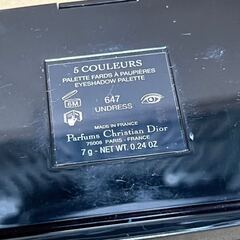 5 COULEURS
PALETTE FARDS À PAUPIÈRES
EYESHADOW PALETTE
6M
647
UNDRESS
MADE IN FRANCE
Parfums Christian Dior
75008 PARIS - FRANCE
7 g - NET WT. 0.24 OZ